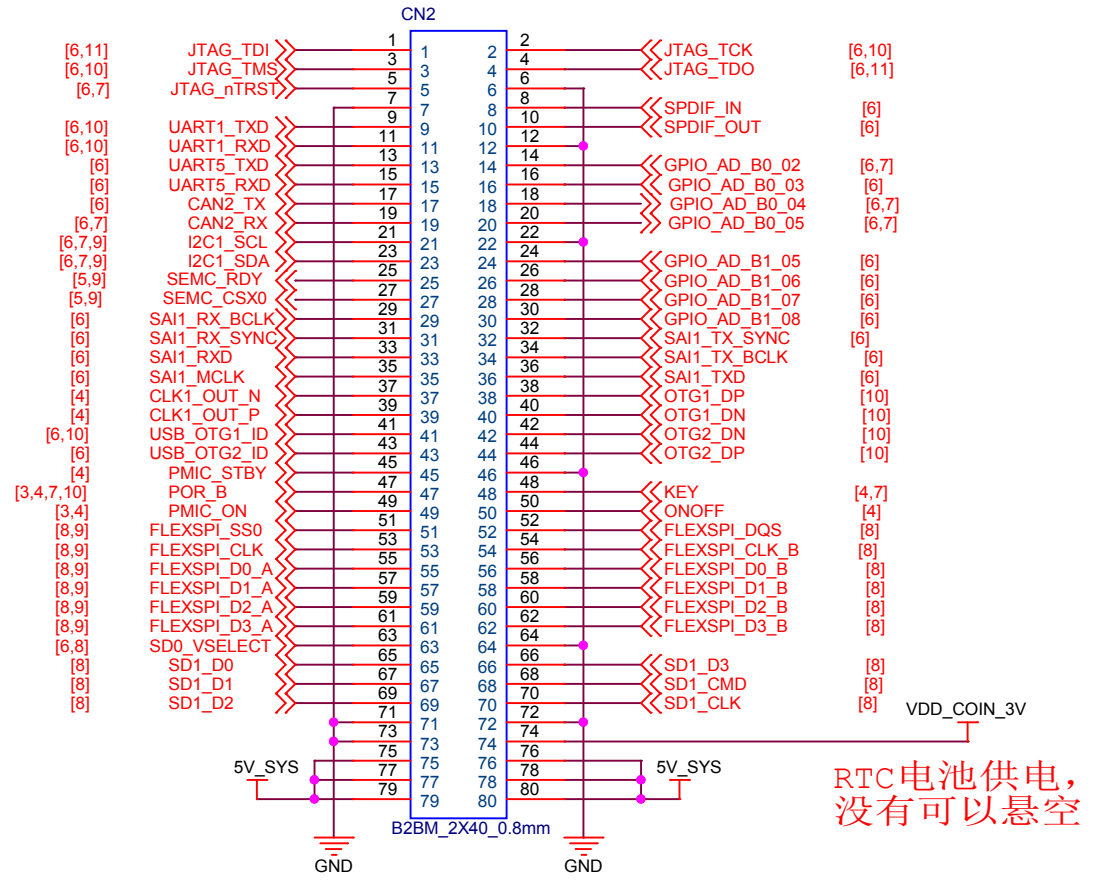 CN2
[6,11] JTAG_TDI 1 1 2 2 JTAG_TCK [6,10]
[6,10] JTAG_TMS 3 3 4 4 JTAG_TDO [6,11]
[6,7] JTAG_nTRST 5 5 6 6
7 7 8 8 SPDIF_IN [6]
[6,10] UART1_TXD 9 9 10 10 SPDIF_OUT [6]
[6,10] UART1_RXD 11 11 12 12
[6] UART5_TXD 13 13 14 14 GPIO_AD_B0_02 [6,7]
[6] UART5_RXD 15 15 16 16 GPIO_AD_B0_03 [6]
[6] CAN2_TX 17 17 18 18 GPIO_AD_B0_04 [6,7]
[6,7] CAN2_RX 19 19 20 20 GPIO_AD_B0_05 [6,7]
[6,7,9] I2C1_SCL 21 21 22 22
[6,7,9] I2C1_SDA 23 23 24 24 GPIO_AD_B1_05 [6]
[5,9] SEMC_RDY 25 25 26 26 GPIO_AD_B1_06 [6]
[5,9] SEMC_CSX0 27 27 28 28 GPIO_AD_B1_07 [6]
[6] SAI1_RX_BCLK 29 29 30 30 GPIO_AD_B1_08 [6]
[6] SAI1_RX_SYNC 31 31 32 32 SAI1_TX_SYNC [6]
[6] SAI1_RXD 33 33 34 34 SAI1_TX_BCLK [6]
[6] SAI1_MCLK 35 35 36 36 SAI1_TXD [6]
[4] CLK1_OUT_N 37 37 38 38 OTG1_DP [10]
[4] CLK1_OUT_P 39 39 40 40 OTG1_DN [10]
[6,10] USB_OTG1_ID 41 41 42 42 OTG2_DN [10]
[6] USB_OTG2_ID 43 43 44 44 OTG2_DP [10]
[4] PMIC_STBY 45 45 46 46
[3,4,7,10] POR_B 47 47 48 48 KEY [4,7]
[3,4] PMIC_ON 49 49 50 50 ONOFF [4]
[8,9] FLEXSPI_SS0 51 51 52 52 FLEXSPI_DQS [8]
[8,9] FLEXSPI_CLK 53 53 54 54 FLEXSPI_CLK_B [8]
[8,9] FLEXSPI_D0_A 55 55 56 56 FLEXSPI_D0_B [8]
[8,9] FLEXSPI_D1_A 57 57 58 58 FLEXSPI_D1_B [8]
[8,9] FLEXSPI_D2_A 59 59 60 60 FLEXSPI_D2_B [8]
[8,9] FLEXSPI_D3_A 61 61 62 62 FLEXSPI_D3_B [8]
[6,8] SD0_VSELECT 63 63 64 64
[8] SD1_D0 65 65 66 66 SD1_D3 [8]
[8] SD1_D1 67 67 68 68 SD1_CMD [8]
[8] SD1_D2 69 69 70 70 SD1_CLK [8]
71 71 72 72 VDD_COIN_3V
73 73 74 74
75 75 76 76
5V_SYS 77 77 78 78 5V_SYS
79 79 80 80
B2BM_2X40_0.8mm
GND GND
RTC电池供电，
没有可以悬空